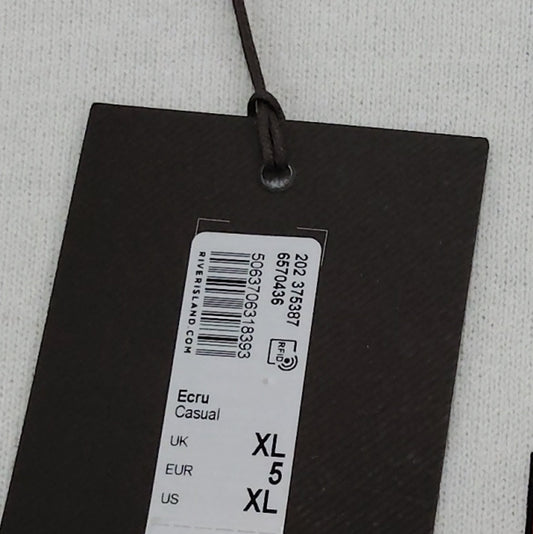 202 375387
6570436
5063706318393
RIVERISLAND.COM
RFID
Ecru
Casual
UK XL
EUR 5
US XL